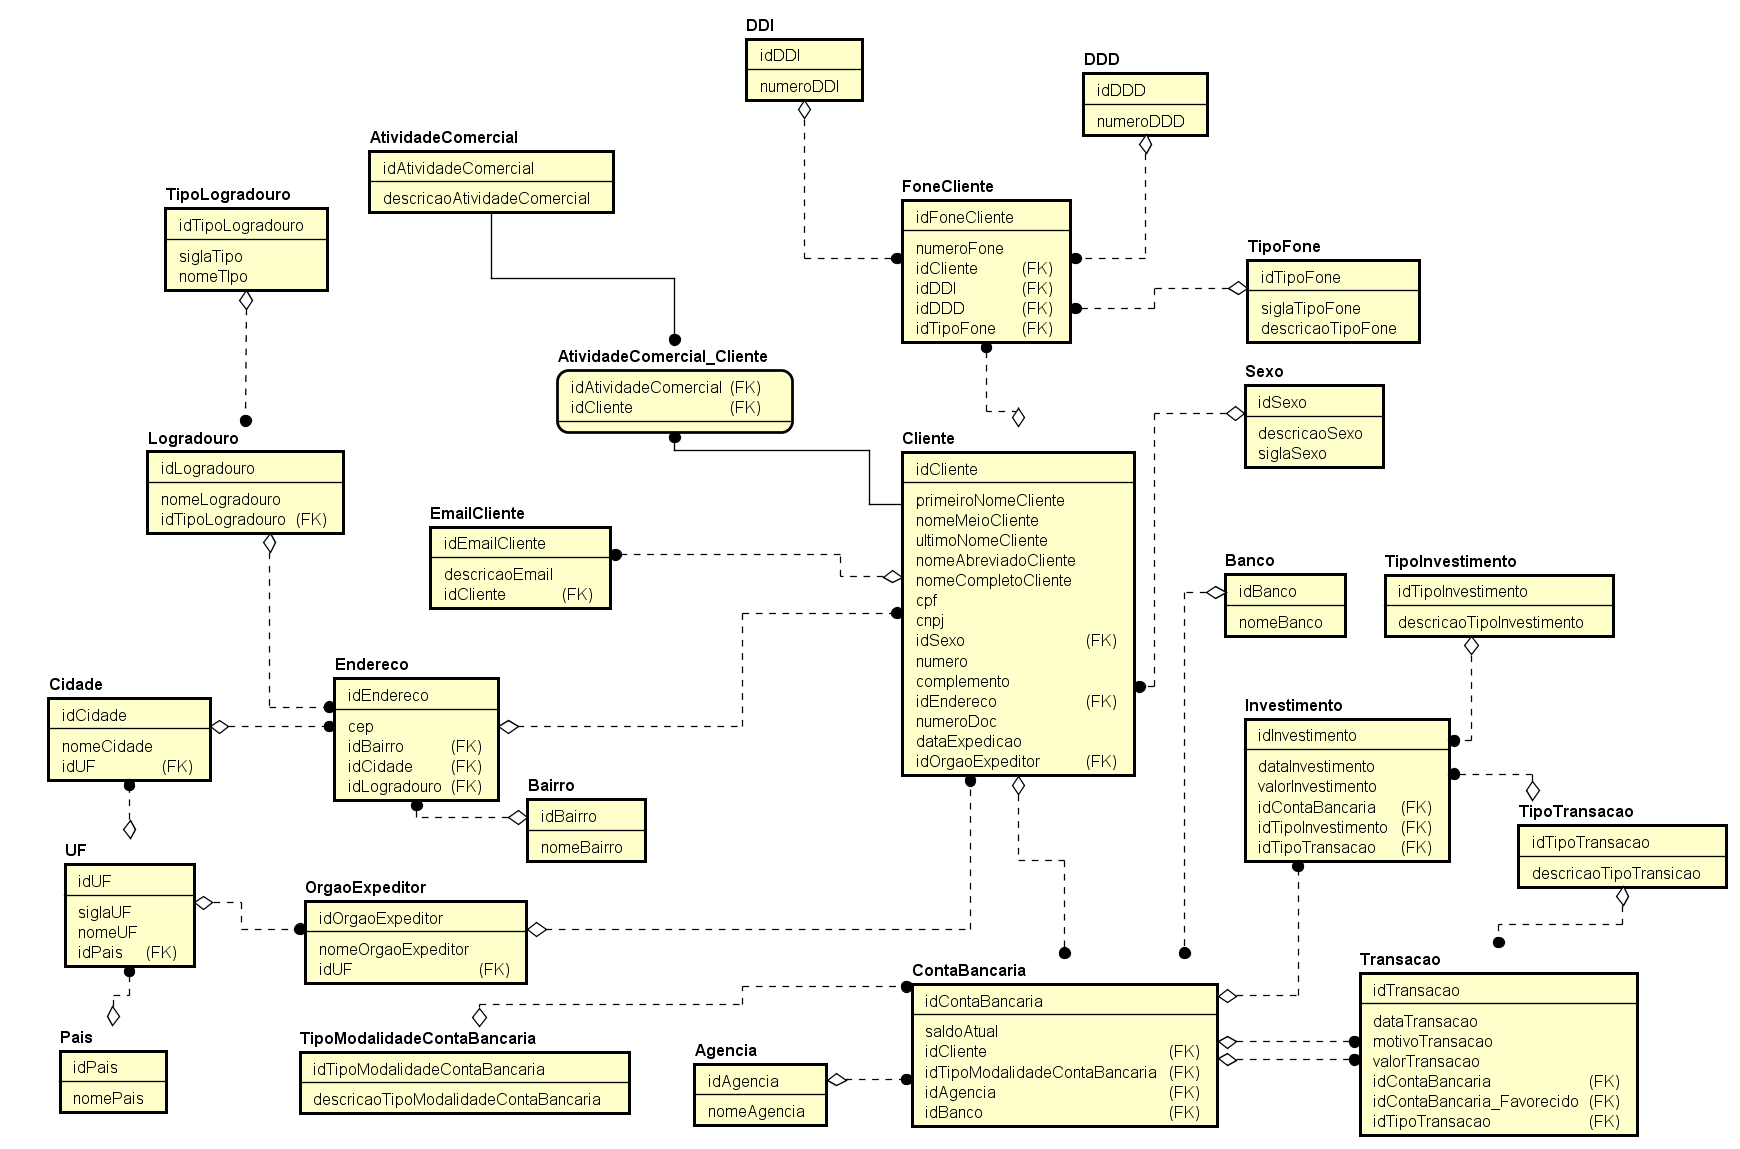 DDI
idDDI
numeroDDI
DDD
idDDD
numeroDDD
AtividadeComercial
idAtividadeComercial
descricaoAtividadeComercial
TipoLogradouro
idTipoLogradouro
siglaTipo
nomeTIpo
FoneCliente
idFoneCliente
numeroFone
idCliente (FK)
idDDI (FK)
idDDD (FK)
idTipoFone (FK)
TipoFone
idTipoFone
siglaTipoFone
descricaoTipoFone
AtividadeComercial_Cliente
idAtividadeComercial (FK)
idCliente (FK)
Sexo
idSexo
descricaoSexo
siglaSexo
Logradouro
idLogradouro
nomeLogradouro
idTipoLogradouro (FK)
Cliente
idCliente
primeiroNomeCliente
nomeMeioCliente
ultimoNomeCliente
nomeAbreviadoCliente
nomeCompletoCliente
cpf
cnpj
idSexo (FK)
numero
complemento
idEndereco (FK)
numeroDoc
dataExpedicao
idOrgaoExpeditor (FK)
EmailCliente
idEmailCliente
descricaoEmail
idCliente (FK)
Banco
idBanco
nomeBanco
TipoInvestimento
idTipoInvestimento
descricaoTipoInvestimento
Endereco
idEndereco
cep
idBairro (FK)
idCidade (FK)
idLogradouro (FK)
Cidade
idCidade
nomeCidade
idUF (FK)
Investimento
idInvestimento
dataInvestimento
valorInvestimento
idContaBancaria (FK)
idTipoInvestimento (FK)
idTipoTransacao (FK)
Bairro
idBairro
nomeBairro
TipoTransacao
idTipoTransacao
descricaoTipoTransicao
UF
idUF
siglaUF
nomeUF
idPais (FK)
OrgaoExpeditor
idOrgaoExpeditor
nomeOrgaoExpeditor
idUF (FK)
ContaBancaria
idContaBancaria
saldoAtual
idCliente (FK)
idTipoModalidadeContaBancaria (FK)
idAgencia (FK)
idBanco (FK)
Transacao
idTransacao
dataTransacao
motivoTransacao
valorTransacao
idContaBancaria (FK)
idContaBancaria_Favorecido (FK)
idTipoTransacao (FK)
Pais
idPais
nomePais
TipoModalidadeContaBancaria
idTipoModalidadeContaBancaria
descricaoTipoModalidadeContaBancaria
Agencia
idAgencia
nomeAgencia